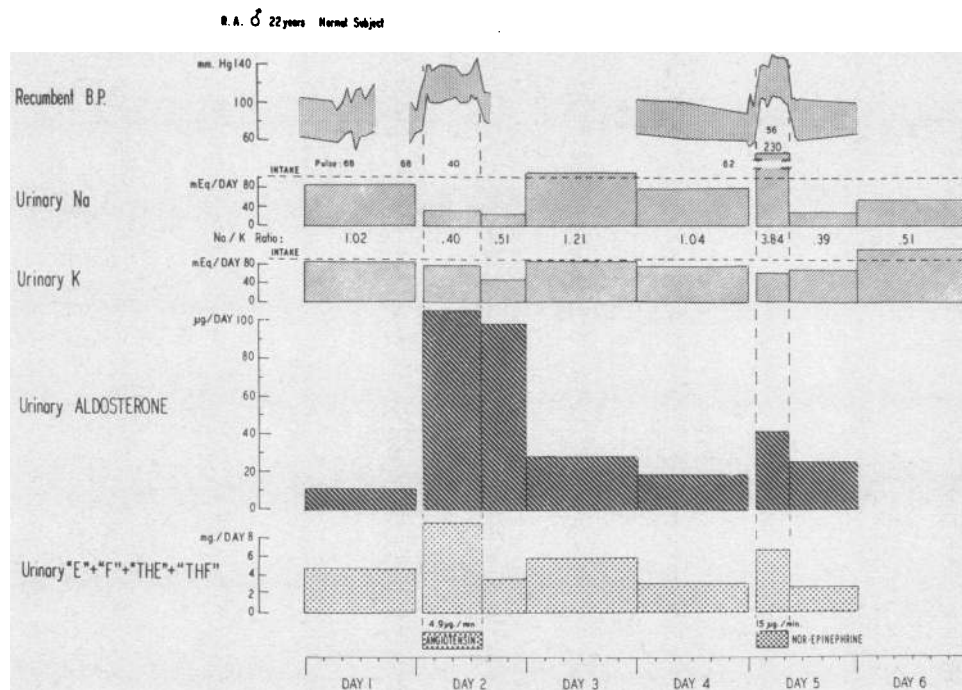 R.A. ♂ 22 years Normal Subject
mm. Hg 140
Recumbent B.P.
100
60
56
230
Pulse: 68 68 40 62
INTAKE
mEq/DAY 80
Urinary Na
40
0
Na / K Ratio: 1.02 .40 .51 1.21 1.04 3.84 .39 .51
INTAKE
mEq/DAY 80
Urinary K
40
0
µg/DAY 100
80
60
Urinary ALDOSTERONE
40
20
0
mg./DAY 8
6
Urinary "E"+"F"+"THE"+"THF"
4
2
0
4.9 µg./min. 15 µg./min.
ANGIOTENSIN NOR-EPINEPHRINE
DAY 1 DAY 2 DAY 3 DAY 4 DAY 5 DAY 6